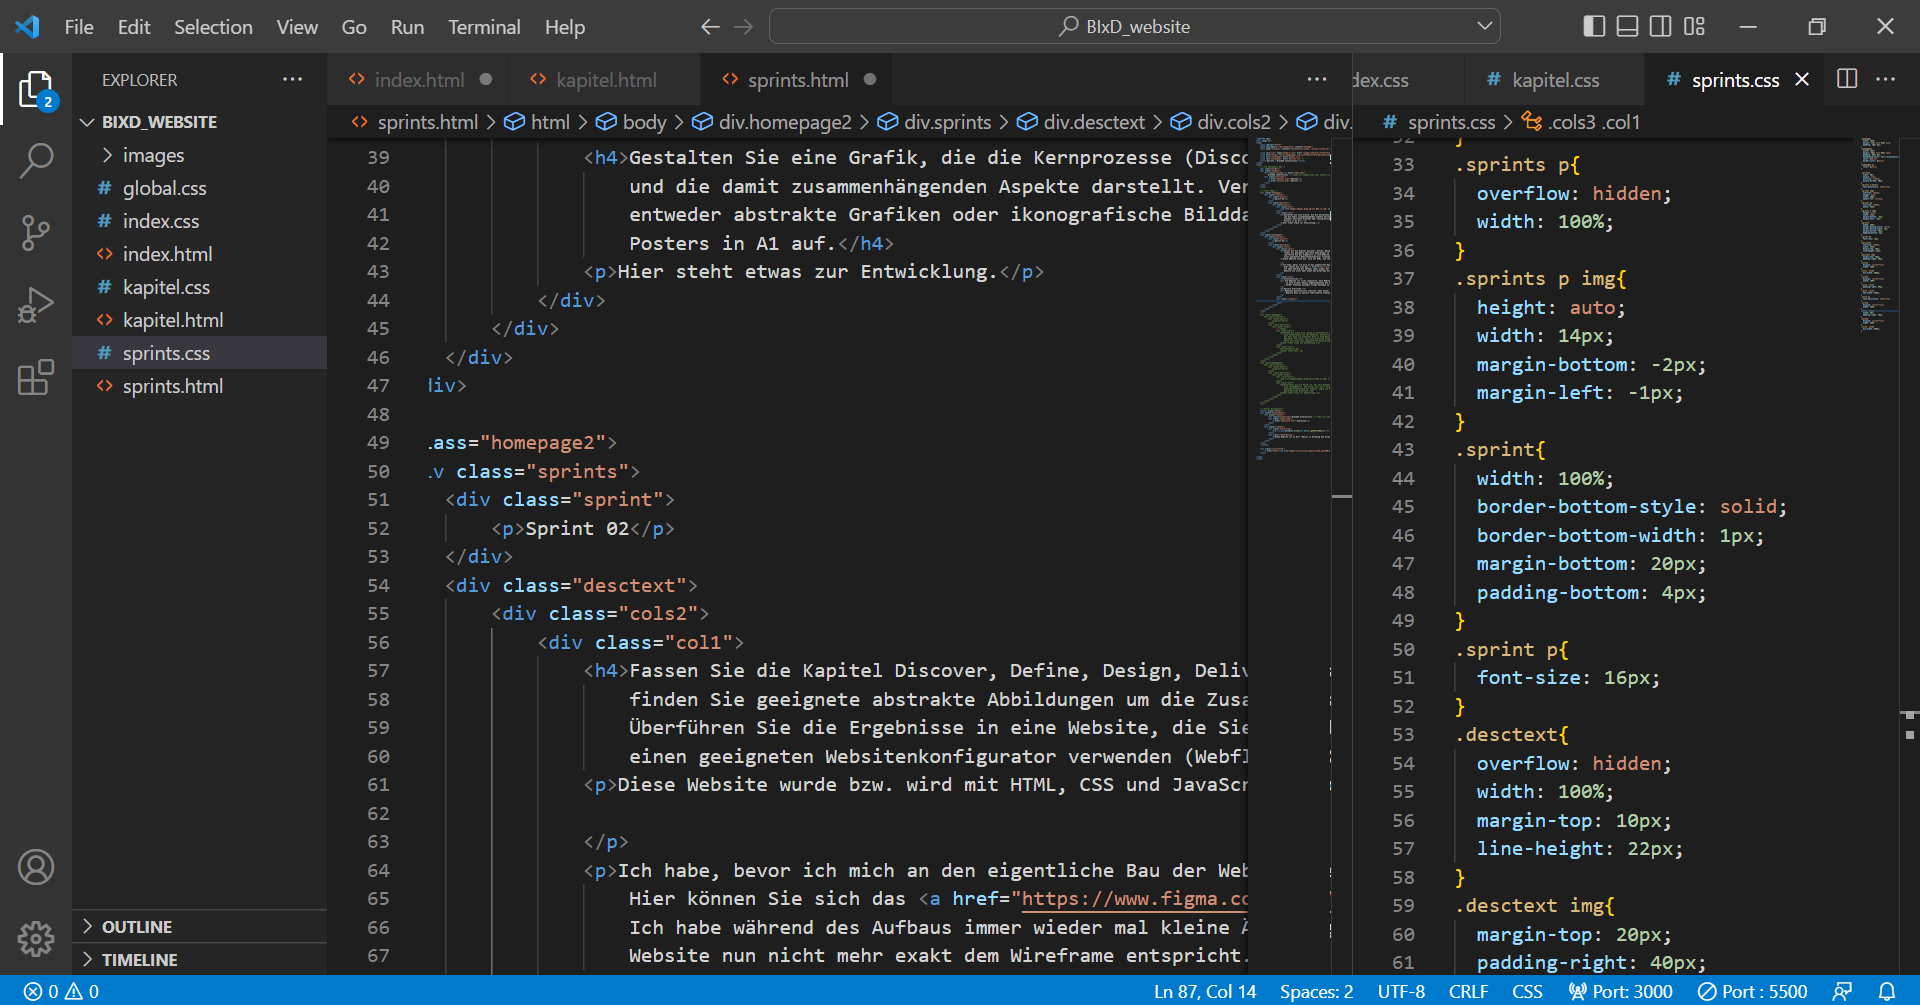 File Edit Selection View Go Run Terminal Help
BIxD_website
EXPLORER
2
BIXD_WEBSITE
images
global.css
index.css
index.html
kapitel.css
kapitel.html
sprints.css
sprints.html
OUTLINE
TIMELINE
index.html kapitel.html sprints.html
sprints.html > html > body > div.homepage2 > div.sprints > div.desctext > div.cols2 > div.
39 <h4>Gestalten Sie eine Grafik, die die Kernprozesse (Disco
40 und die damit zusammenhängenden Aspekte darstellt. Ver
41 entweder abstrakte Grafiken oder ikonografische Bildda
42 Posters in A1 auf.</h4>
43 <p>Hier steht etwas zur Entwicklung.</p>
44 </div>
45 </div>
46 </div>
47 div>
48
49 .ass="homepage2">
50 .v class="sprints">
51 <div class="sprint">
52 <p>Sprint 02</p>
53 </div>
54 <div class="desctext">
55 <div class="cols2">
56 <div class="col1">
57 <h4>Fassen Sie die Kapitel Discover, Define, Design, Deliv
58 finden Sie geeignete abstrakte Abbildungen um die Zusa
59 Überführen Sie die Ergebnisse in eine Website, die Sie
60 einen geeigneten Websitenkonfigurator verwenden (Webfl
61 <p>Diese Website wurde bzw. wird mit HTML, CSS und JavaScr
62
63 </p>
64 <p>Ich habe, bevor ich mich an den eigentliche Bau der Web
65 Hier können Sie sich das <a href="https://www.figma.co
66 Ich habe während des Aufbaus immer wieder mal kleine Ä
67 Website nun nicht mehr exakt dem Wireframe entspricht.
dex.css kapitel.css sprints.css
sprints.css > .cols3 .col1
32 }
33 .sprints p{
34 overflow: hidden;
35 width: 100%;
36 }
37 .sprints p img{
38 height: auto;
39 width: 14px;
40 margin-bottom: -2px;
41 margin-left: -1px;
42 }
43 .sprint{
44 width: 100%;
45 border-bottom-style: solid;
46 border-bottom-width: 1px;
47 margin-bottom: 20px;
48 padding-bottom: 4px;
49 }
50 .sprint p{
51 font-size: 16px;
52 }
53 .desctext{
54 overflow: hidden;
55 width: 100%;
56 margin-top: 10px;
57 line-height: 22px;
58 }
59 .desctext img{
60 margin-top: 20px;
61 padding-right: 40px;
0 0 Ln 87, Col 14 Spaces: 2 UTF-8 CRLF CSS Port: 3000 Port : 5500